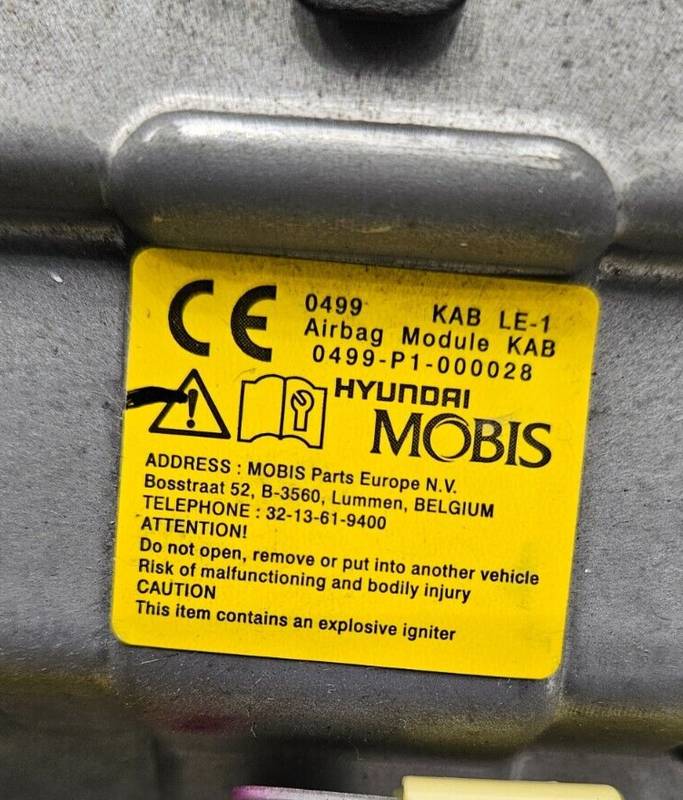 CE 0499 KAB LE-1
Airbag Module KAB
0499-P1-000028
HYUNDAI
MOBIS
ADDRESS : MOBIS Parts Europe N.V.
Bosstraat 52, B-3560, Lummen, BELGIUM
TELEPHONE : 32-13-61-9400
ATTENTION!
Do not open, remove or put into another vehicle
Risk of malfunctioning and bodily injury
CAUTION
This item contains an explosive igniter